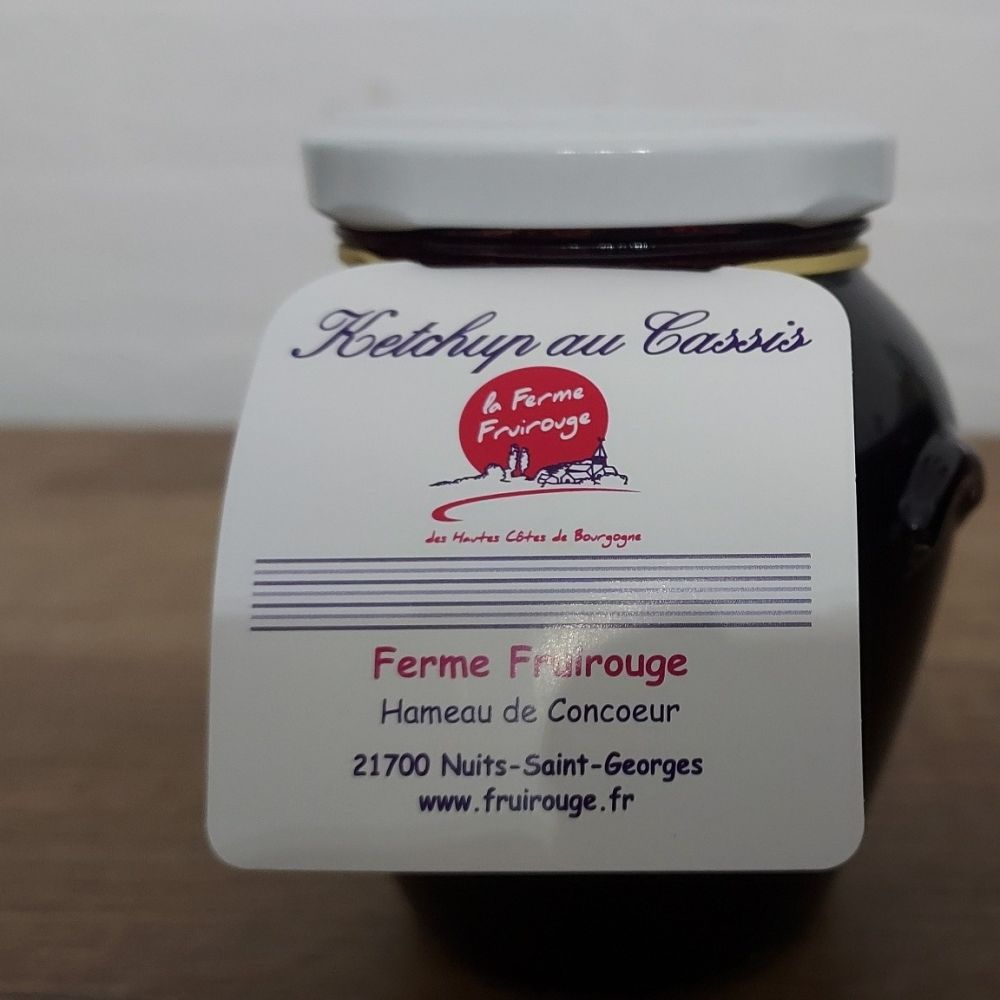 Ketchup au Cassis
la Ferme
Fruirouge
des Hautes Côtes de Bourgogne
Ferme Fruirouge
Hameau de Concoeur
21700 Nuits-Saint-Georges
www.fruirouge.fr